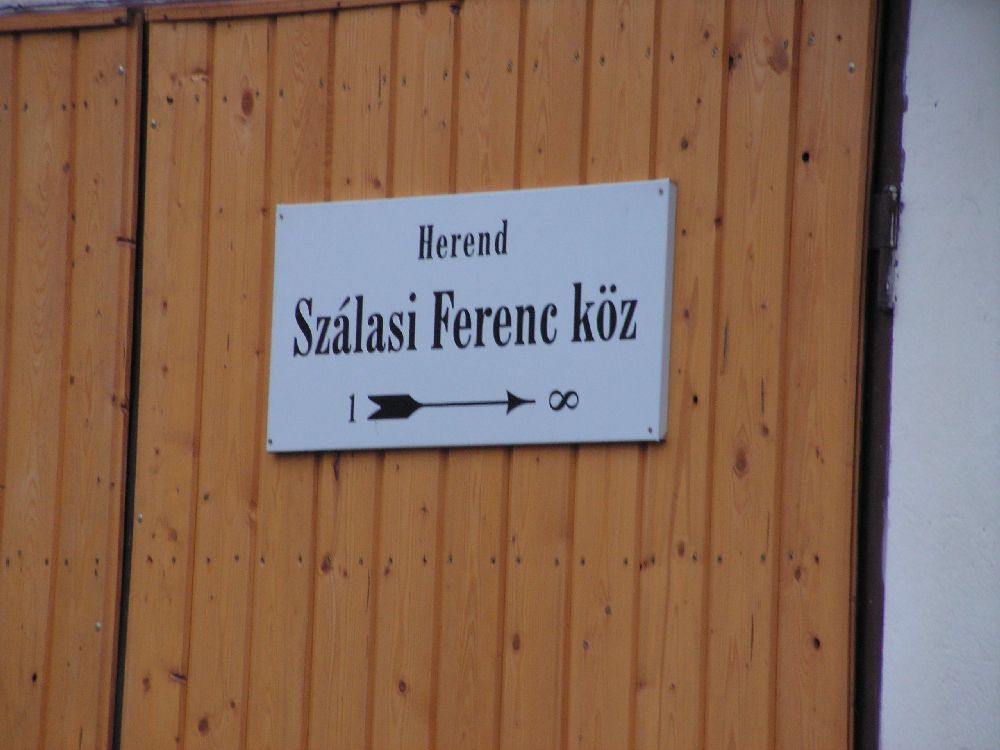 Herend
Szálasi Ferenc köz
1 ∞